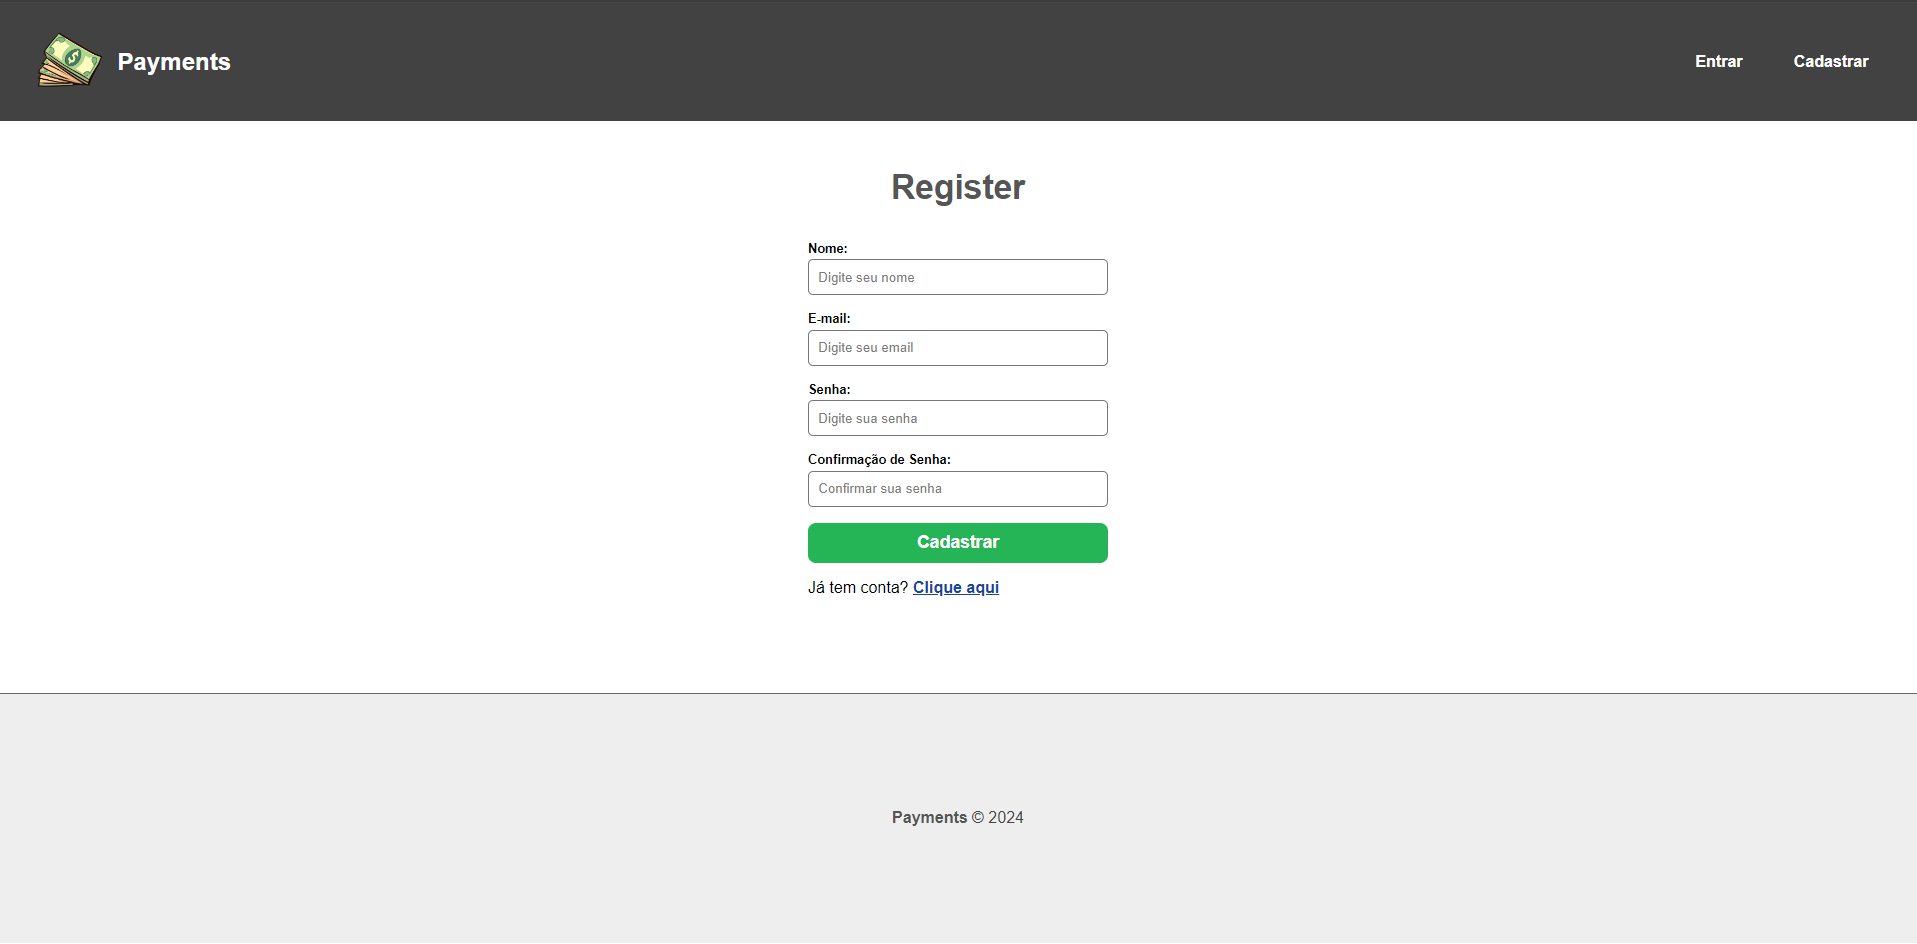 Payments
Entrar
Cadastrar
Register
Nome:
Digite seu nome
E-mail:
Digite seu email
Senha:
Digite sua senha
Confirmação de Senha:
Confirmar sua senha
Cadastrar
Já tem conta? Clique aqui
Payments © 2024